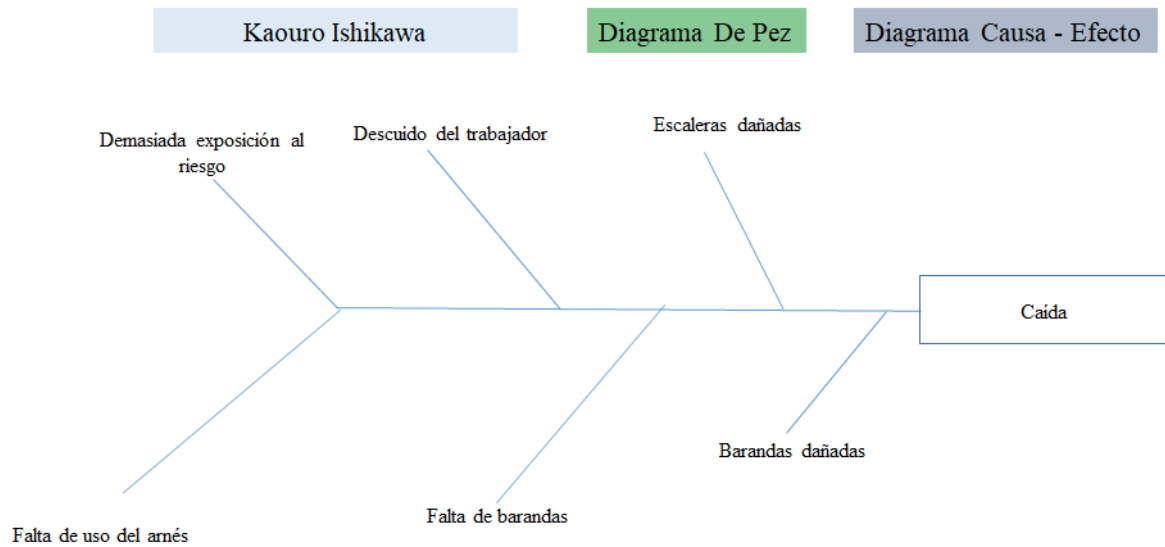 Kaouro Ishikawa
Diagrama De Pez
Diagrama Causa - Efecto
Demasiada exposición al
riesgo
Descuido del trabajador
Escaleras dañadas
Caída
Barandas dañadas
Falta de barandas
Falta de uso del arnés